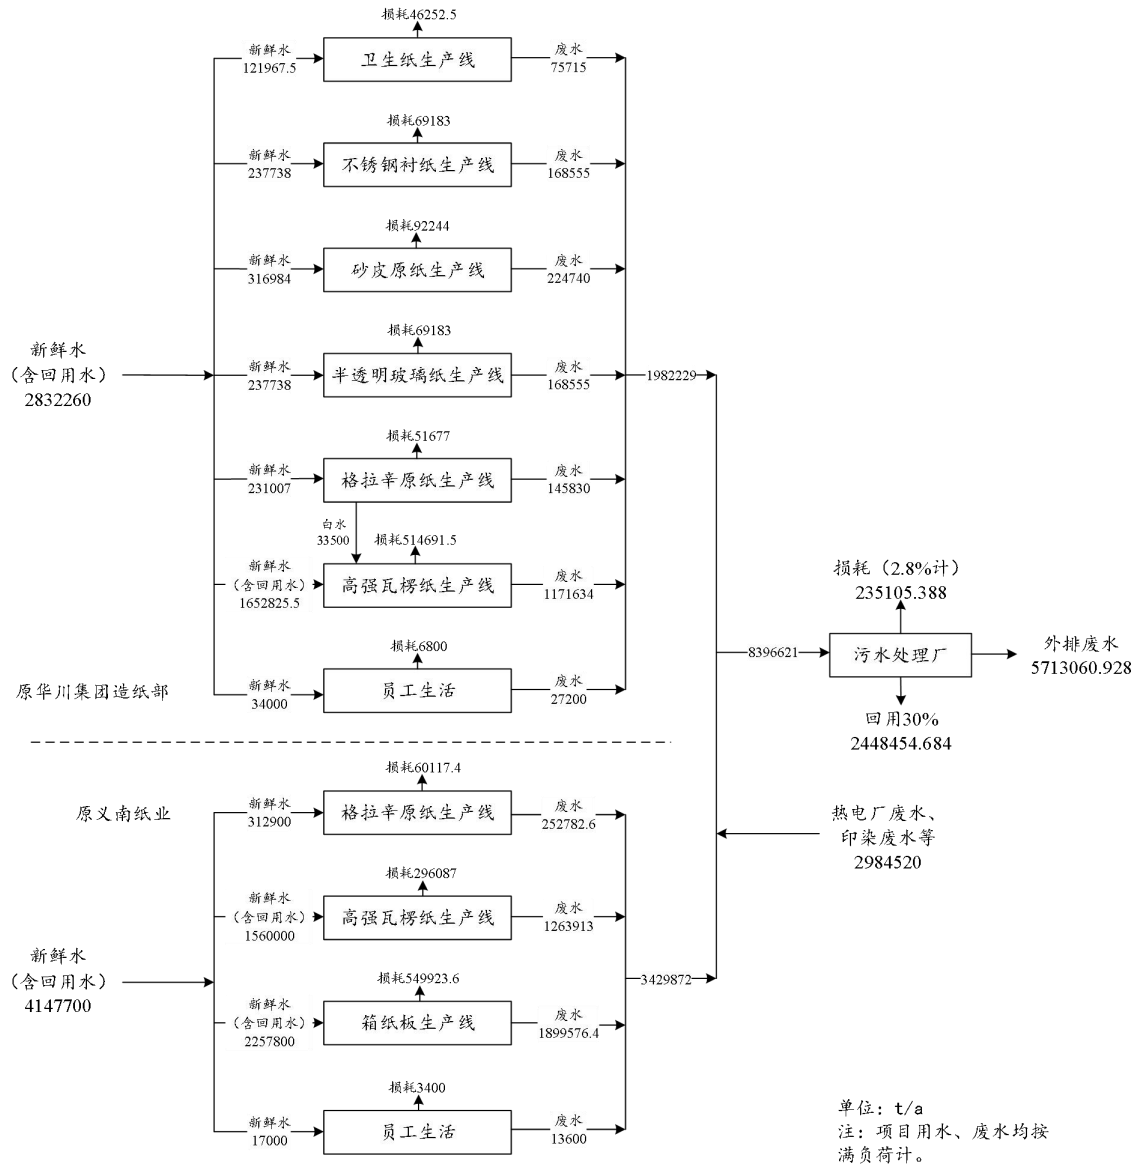 损耗46252.5
新鲜水
121967.5
卫生纸生产线
废水
75715
损耗69183
新鲜水
237738
不锈钢衬纸生产线
废水
168555
损耗92244
新鲜水
316984
砂皮原纸生产线
废水
224740
新鲜水
（含回用水）
2832260
损耗69183
新鲜水
237738
半透明玻璃纸生产线
废水
168555
1982229
损耗51677
新鲜水
231007
格拉辛原纸生产线
废水
145830
白水
33500
损耗514691.5
新鲜水
（含回用水）
1652825.5
高强瓦楞纸生产线
废水
1171634
损耗6800
原华川集团造纸部
新鲜水
34000
员工生活
废水
27200
8396621
损耗（2.8%计）
235105.388
污水处理厂
外排废水
5713060.928
回用30%
2448454.684
热电厂废水、
印染废水等
2984520
原义南纸业
损耗60117.4
新鲜水
312900
格拉辛原纸生产线
废水
252782.6
损耗296087
新鲜水
（含回用水）
1560000
高强瓦楞纸生产线
废水
1263913
新鲜水
（含回用水）
4147700
3429872
损耗549923.6
新鲜水
（含回用水）
2257800
箱纸板生产线
废水
1899576.4
损耗3400
新鲜水
17000
员工生活
废水
13600
单位：t/a
注：项目用水、废水均按
满负荷计。